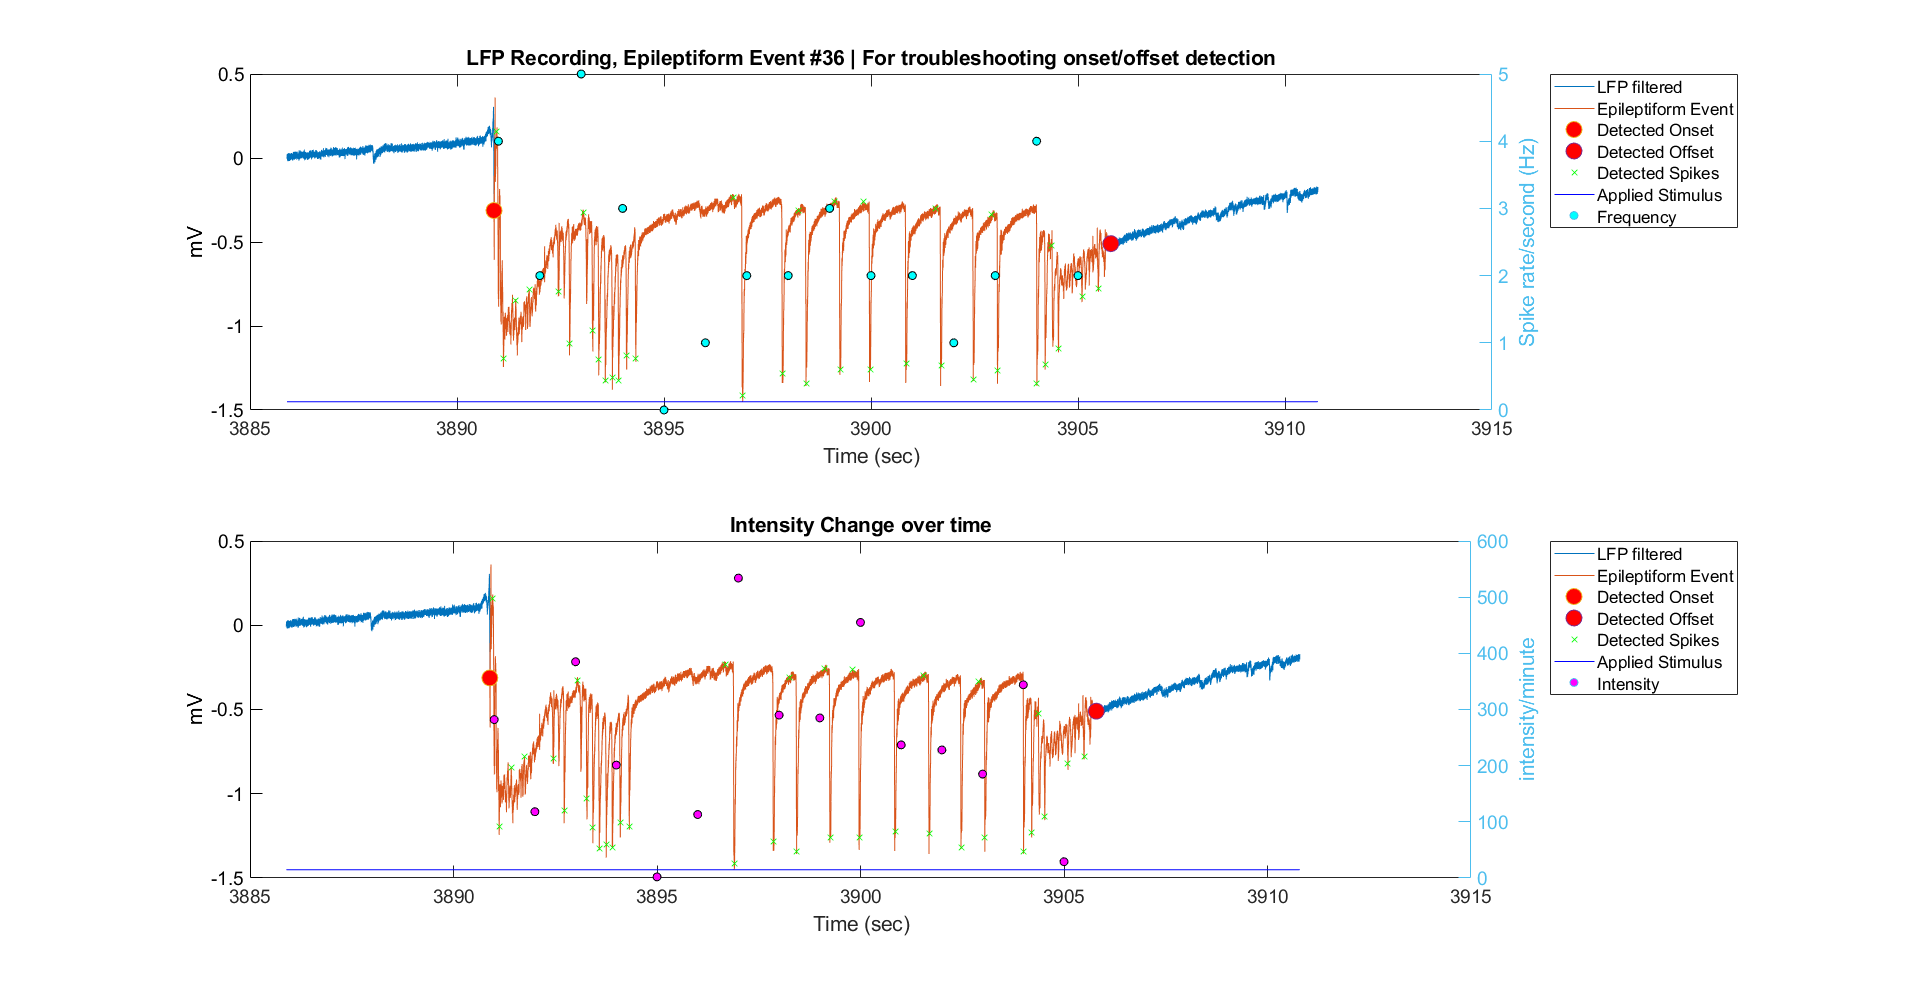 LFP Recording, Epileptiform Event #36 | For troubleshooting onset/offset detection
0.5
0
-0.5
-1
-1.5
mV
5
4
3
2
1
0
Spike rate/second (Hz)
3885 3890 3895 3900 3905 3910 3915
Time (sec)
LFP filtered
Epileptiform Event
Detected Onset
Detected Offset
Detected Spikes
Applied Stimulus
Frequency
Intensity Change over time
0.5
0
-0.5
-1
-1.5
mV
600
500
400
300
200
100
0
intensity/minute
3885 3890 3895 3900 3905 3910 3915
Time (sec)
LFP filtered
Epileptiform Event
Detected Onset
Detected Offset
Detected Spikes
Applied Stimulus
Intensity